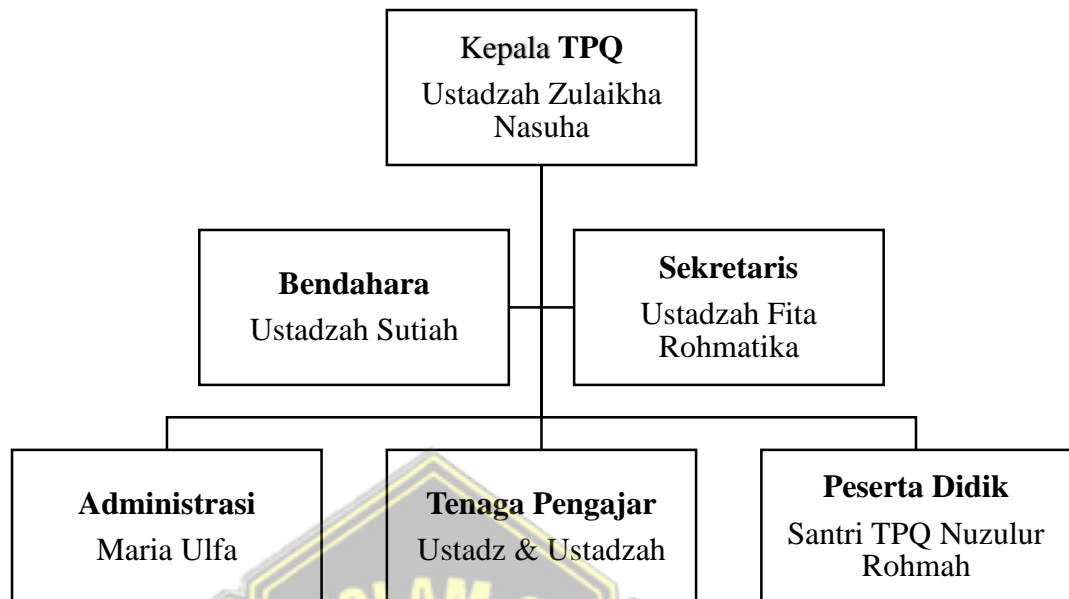 Kepala TPQ
Ustadzah Zulaikha
Nasuha
Bendahara
Ustadzah Sutiah
Sekretaris
Ustadzah Fita
Rohmatika
Administrasi
Maria Ulfa
Tenaga Pengajar
Ustadz & Ustadzah
Peserta Didik
Santri TPQ Nuzulur
Rohmah